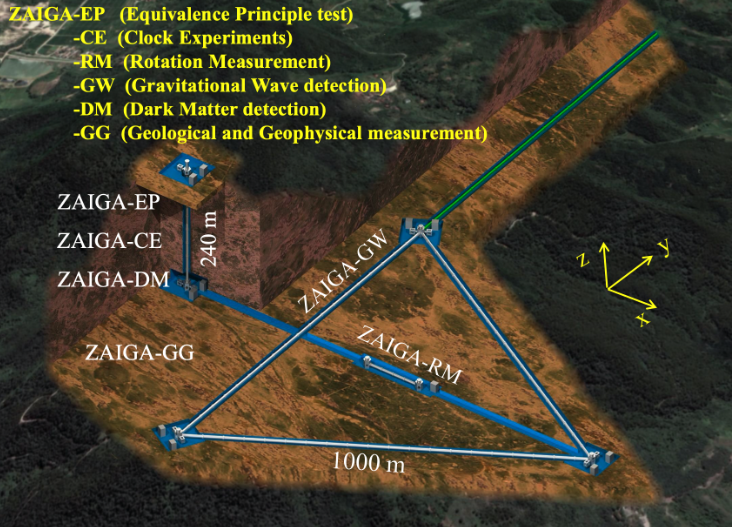 ZAIGA-EP (Equivalence Principle test)
-CE (Clock Experiments)
-RM (Rotation Measurement)
-GW (Gravitational Wave detection)
-DM (Dark Matter detection)
-GG (Geological and Geophysical measurement)
ZAIGA-EP
ZAIGA-CE
ZAIGA-DM
240 m
ZAIGA-GW
ZAIGA-RM
ZAIGA-GG
1000 m
z
y
x